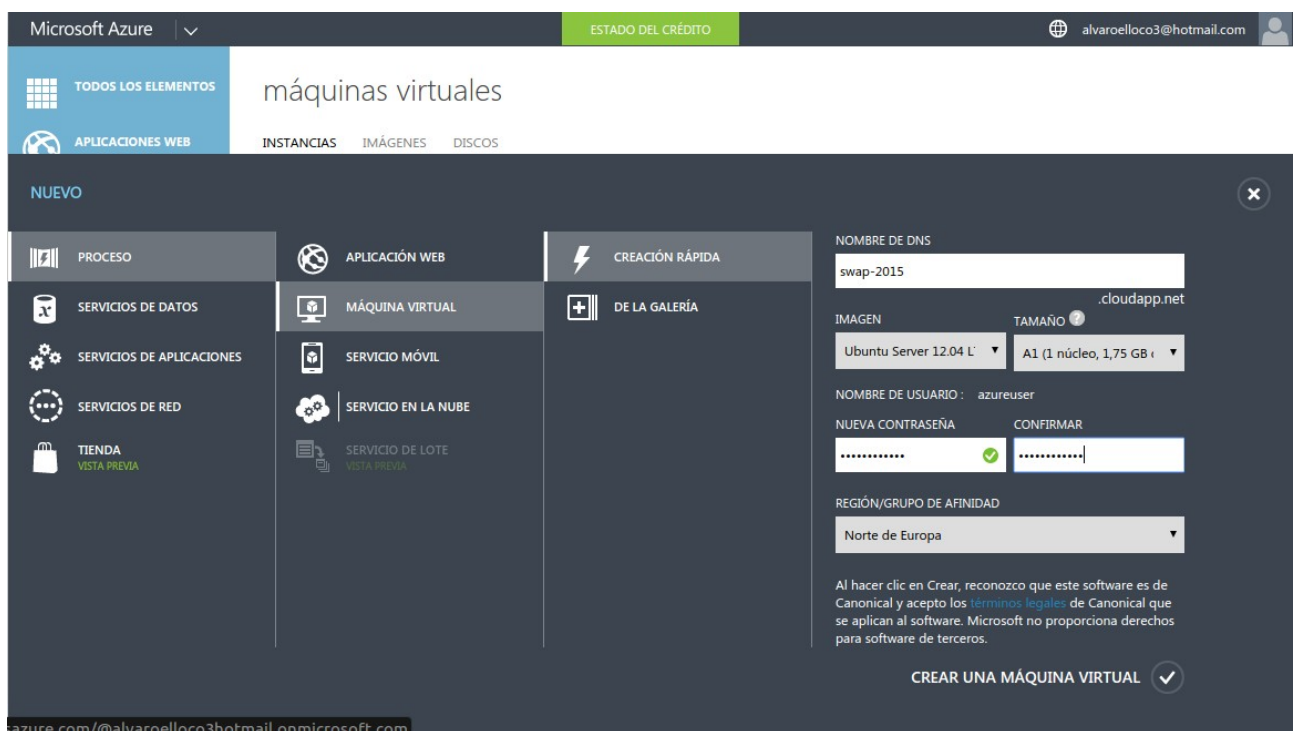 Microsoft Azure
ESTADO DEL CRÉDITO
alvaroelloco3@hotmail.com
TODOS LOS ELEMENTOS
APLICACIONES WEB
máquinas virtuales
INSTANCIAS IMÁGENES DISCOS
NUEVO
PROCESO
SERVICIOS DE DATOS
SERVICIOS DE APLICACIONES
SERVICIOS DE RED
TIENDA
VISTA PREVIA
APLICACIÓN WEB
MÁQUINA VIRTUAL
SERVICIO MÓVIL
SERVICIO EN LA NUBE
SERVICIO DE LOTE
VISTA PREVIA
CREACIÓN RÁPIDA
DE LA GALERÍA
NOMBRE DE DNS
swap-2015
.cloudapp.net
IMAGEN TAMAÑO ?
Ubuntu Server 12.04 L A1 (1 núcleo, 1,75 GB
NOMBRE DE USUARIO : azureuser
NUEVA CONTRASEÑA CONFIRMAR
•••••••••••• ••••••••••••
REGIÓN/GRUPO DE AFINIDAD
Norte de Europa
Al hacer clic en Crear, reconozco que este software es de
Canonical y acepto los términos legales de Canonical que
se aplican al software. Microsoft no proporciona derechos
para software de terceros.
CREAR UNA MÁQUINA VIRTUAL
azure.com/@alvaroelloco3hotmail.onmicrosoft.com